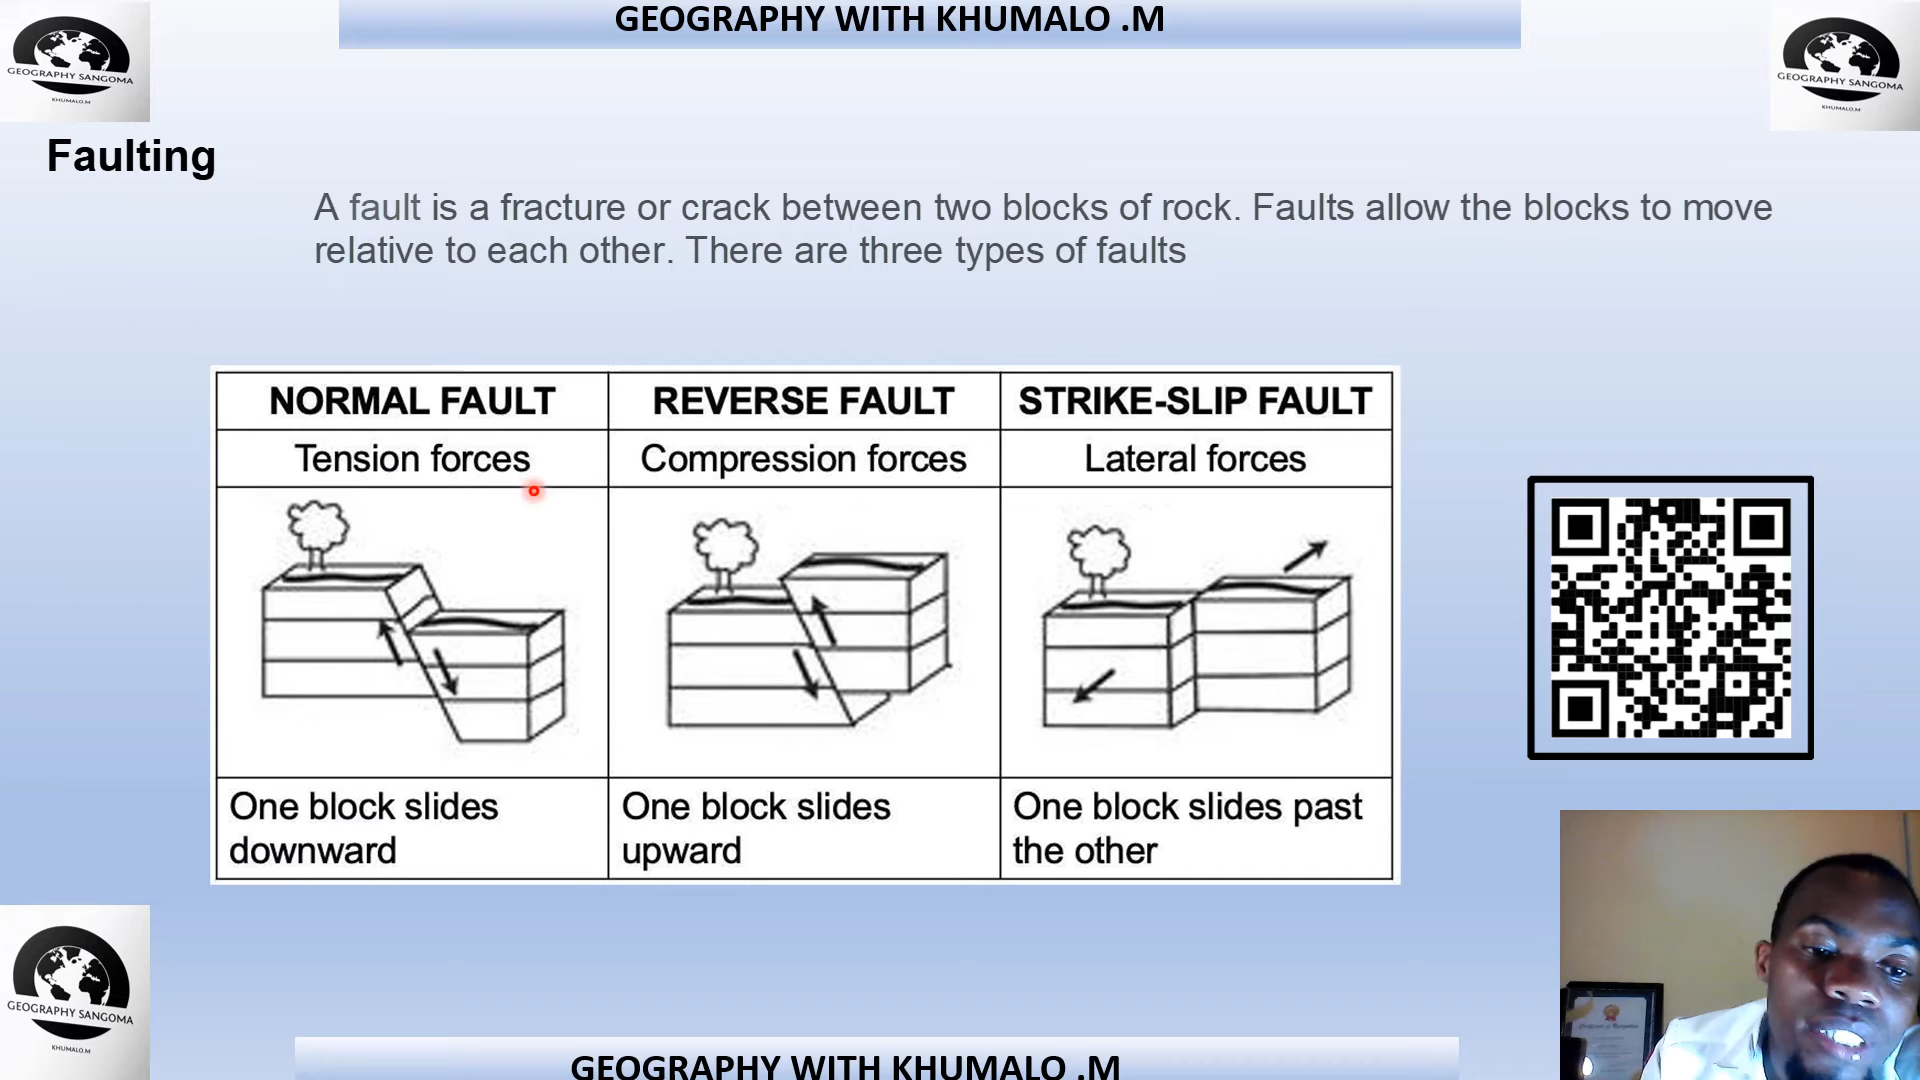 GEOGRAPHY WITH KHUMALO .M
GEOGRAPHY SANGOMA
KHUMALO.M
GEOGRAPHY SANGOMA
KHUMALO.M
Faulting
A fault is a fracture or crack between two blocks of rock. Faults allow the blocks to move
relative to each other. There are three types of faults
NORMAL FAULT
REVERSE FAULT
STRIKE-SLIP FAULT
Tension forces
Compression forces
Lateral forces
One block slides
downward
One block slides
upward
One block slides past
the other
GEOGRAPHY SANGOMA
KHUMALO.M
GEOGRAPHY WITH KHUMALO .M